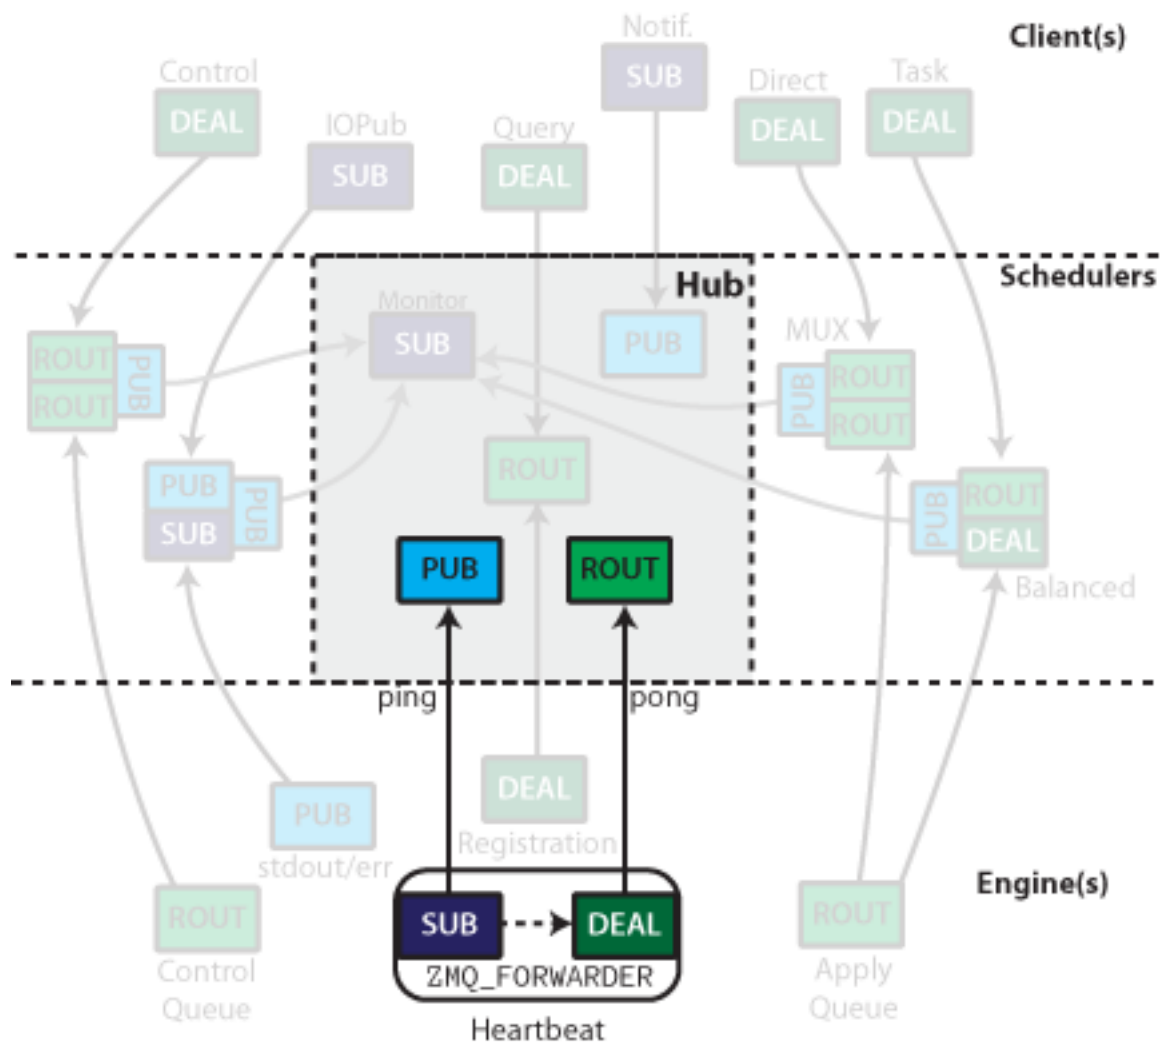 Client(s)
Notif.
SUB
Control
DEAL
IOPub
SUB
Query
DEAL
Direct
DEAL
Task
DEAL
Hub
Schedulers
Monitor
SUB
PUB
MUX
ROUT
ROUT
PUB
PUB
ROUT
ROUT
PUB
SUB
PUB
ROUT
PUB
ROUT
DEAL
Balanced
PUB
ROUT
ping
pong
DEAL
Registration
PUB
stdout/err
Engine(s)
ROUT
Control
Queue
SUB
DEAL
ZMQ_FORWARDER
Heartbeat
ROUT
Apply
Queue